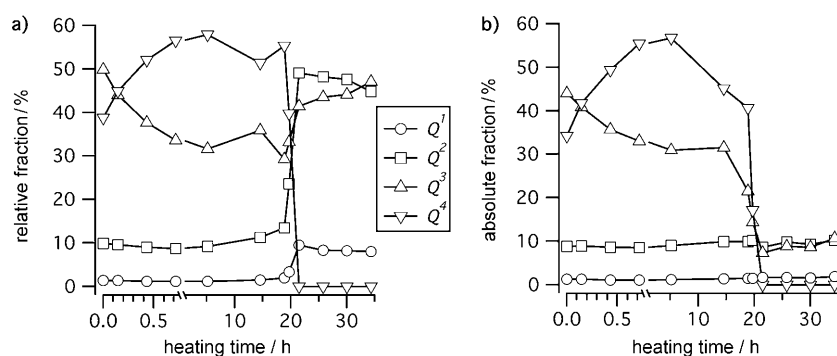 a)
60
50
40
30
20
10
0
relative fraction / %
0.0 0.5 10 20 30
heating time / h
Q1
Q2
Q3
Q4
b)
60
50
40
30
20
10
0
absolute fraction / %
0.0 0.5 10 20 30
heating time / h